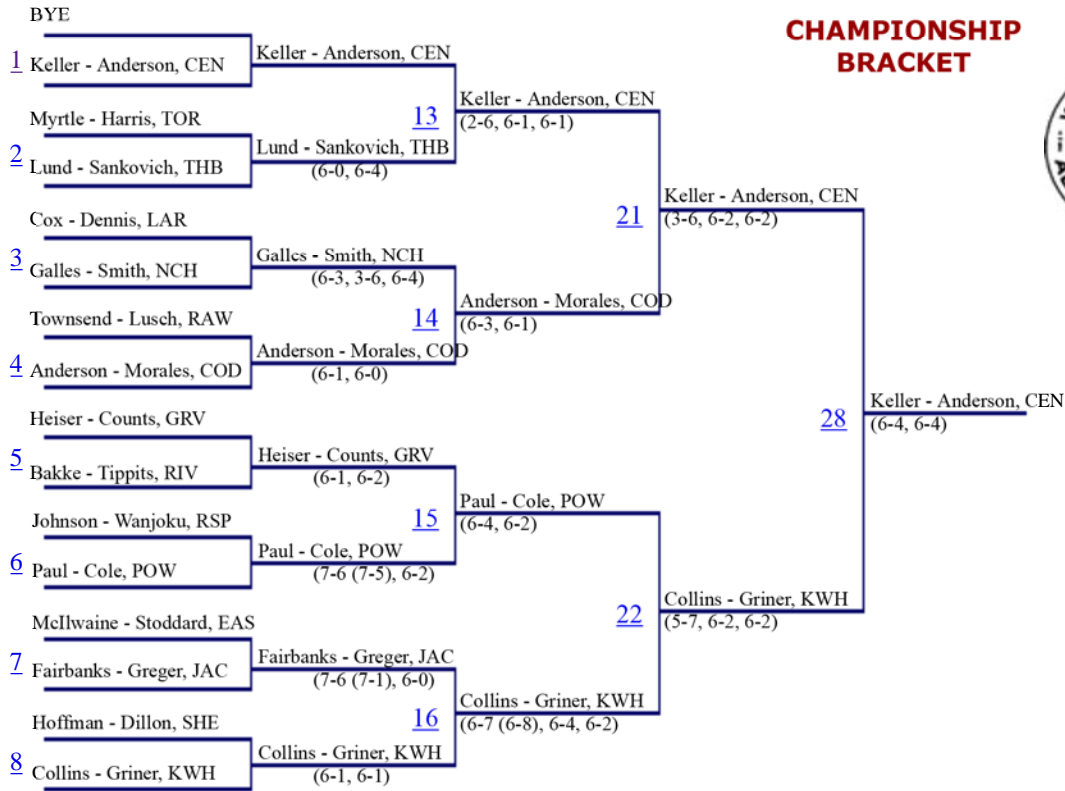 BYE
CHAMPIONSHIP
BRACKET
1
Keller - Anderson, CEN
Keller - Anderson, CEN
Myrtle - Harris, TOR
13
Keller - Anderson, CEN
(2-6, 6-1, 6-1)
2
Lund - Sankovich, THB
Lund - Sankovich, THB
(6-0, 6-4)
Cox - Dennis, LAR
21
Keller - Anderson, CEN
(3-6, 6-2, 6-2)
3
Galles - Smith, NCH
Galles - Smith, NCH
(6-3, 3-6, 6-4)
Townsend - Lusch, RAW
14
Anderson - Morales, COD
(6-3, 6-1)
4
Anderson - Morales, COD
Anderson - Morales, COD
(6-1, 6-0)
Heiser - Counts, GRV
28
Keller - Anderson, CEN
(6-4, 6-4)
5
Bakke - Tippits, RIV
Heiser - Counts, GRV
(6-1, 6-2)
Johnson - Wanjoku, RSP
15
Paul - Cole, POW
(6-4, 6-2)
6
Paul - Cole, POW
Paul - Cole, POW
(7-6 (7-5), 6-2)
McIlwaine - Stoddard, EAS
22
Collins - Griner, KWH
(5-7, 6-2, 6-2)
7
Fairbanks - Greger, JAC
Fairbanks - Greger, JAC
(7-6 (7-1), 6-0)
Hoffman - Dillon, SHE
16
Collins - Griner, KWH
(6-7 (6-8), 6-4, 6-2)
8
Collins - Griner, KWH
Collins - Griner, KWH
(6-1, 6-1)